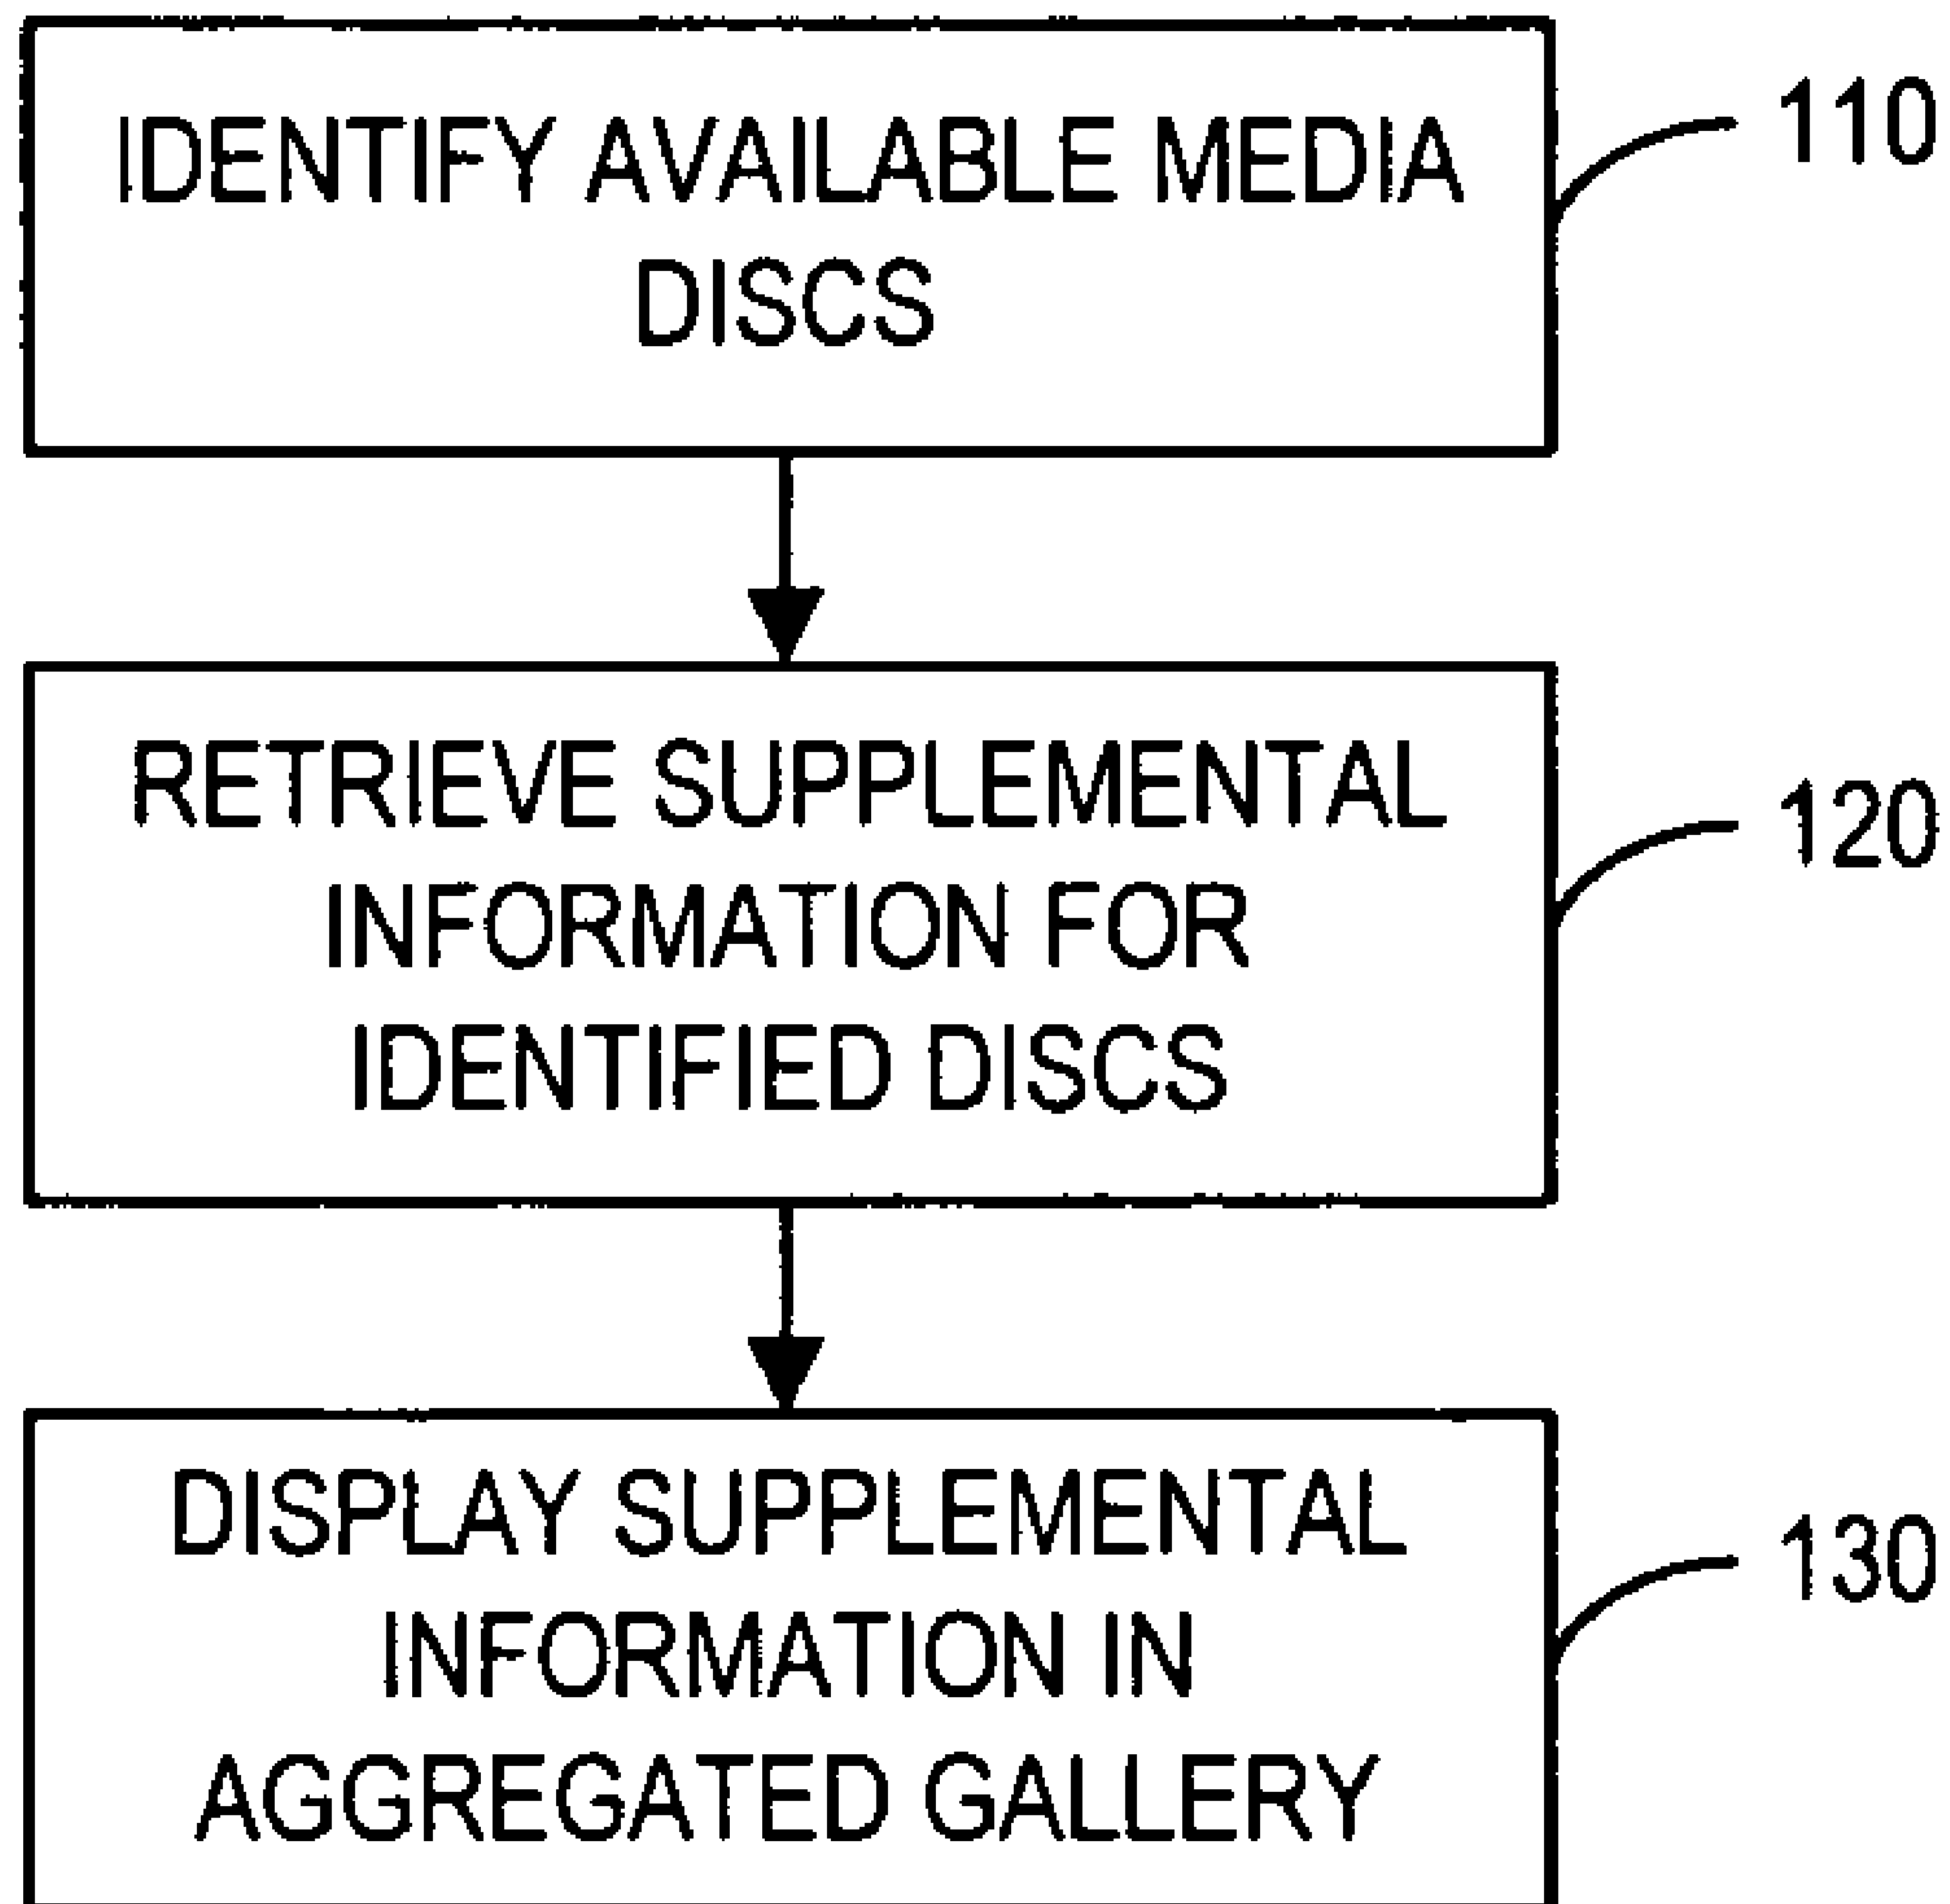 IDENTIFY AVAILABLE MEDIA
DISCS
110
RETRIEVE SUPPLEMENTAL
INFORMATION FOR
IDENTIFIED DISCS
120
DISPLAY SUPPLEMENTAL
INFORMATION IN
AGGREGATED GALLERY
130